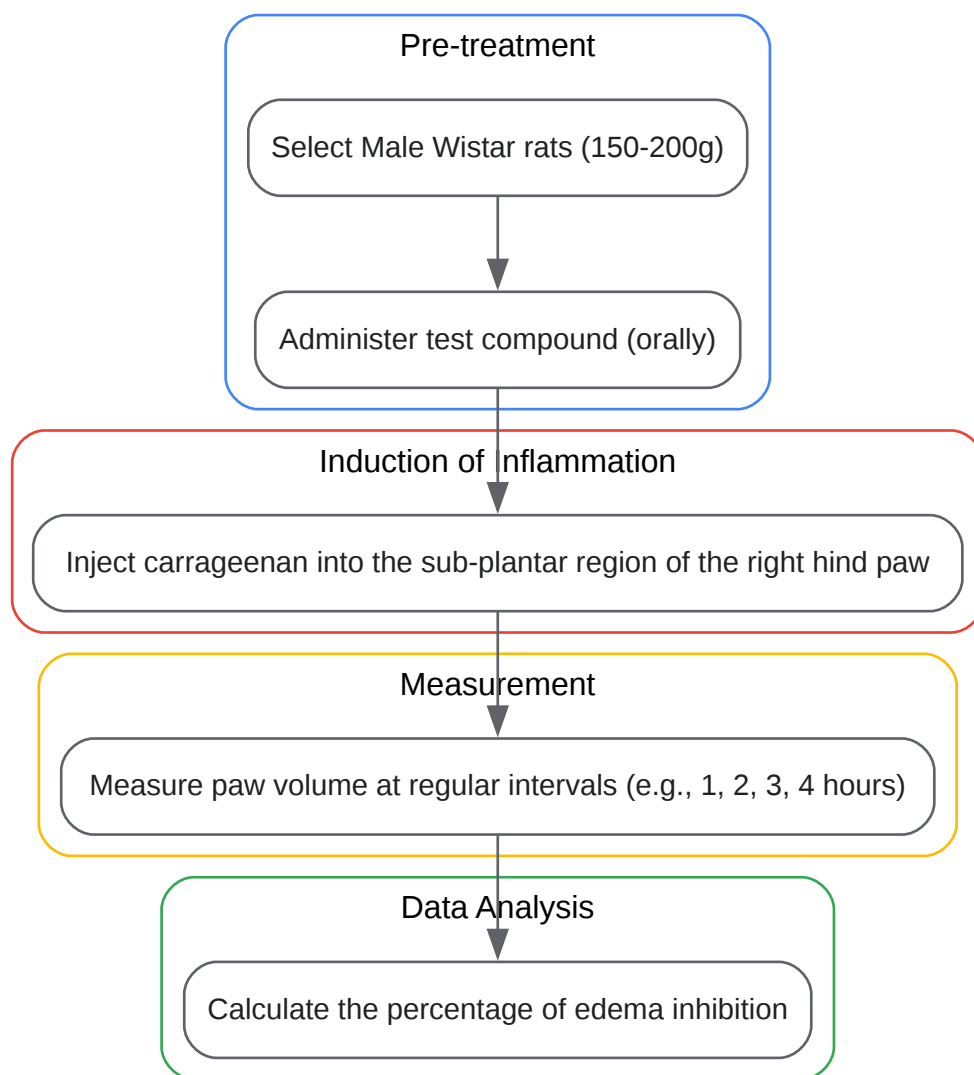 Pre-treatment
Select Male Wistar rats (150-200g)
Administer test compound (orally)
Induction of Inflammation
Inject carrageenan into the sub-plantar region of the right hind paw
Measurement
Measure paw volume at regular intervals (e.g., 1, 2, 3, 4 hours)
Data Analysis
Calculate the percentage of edema inhibition